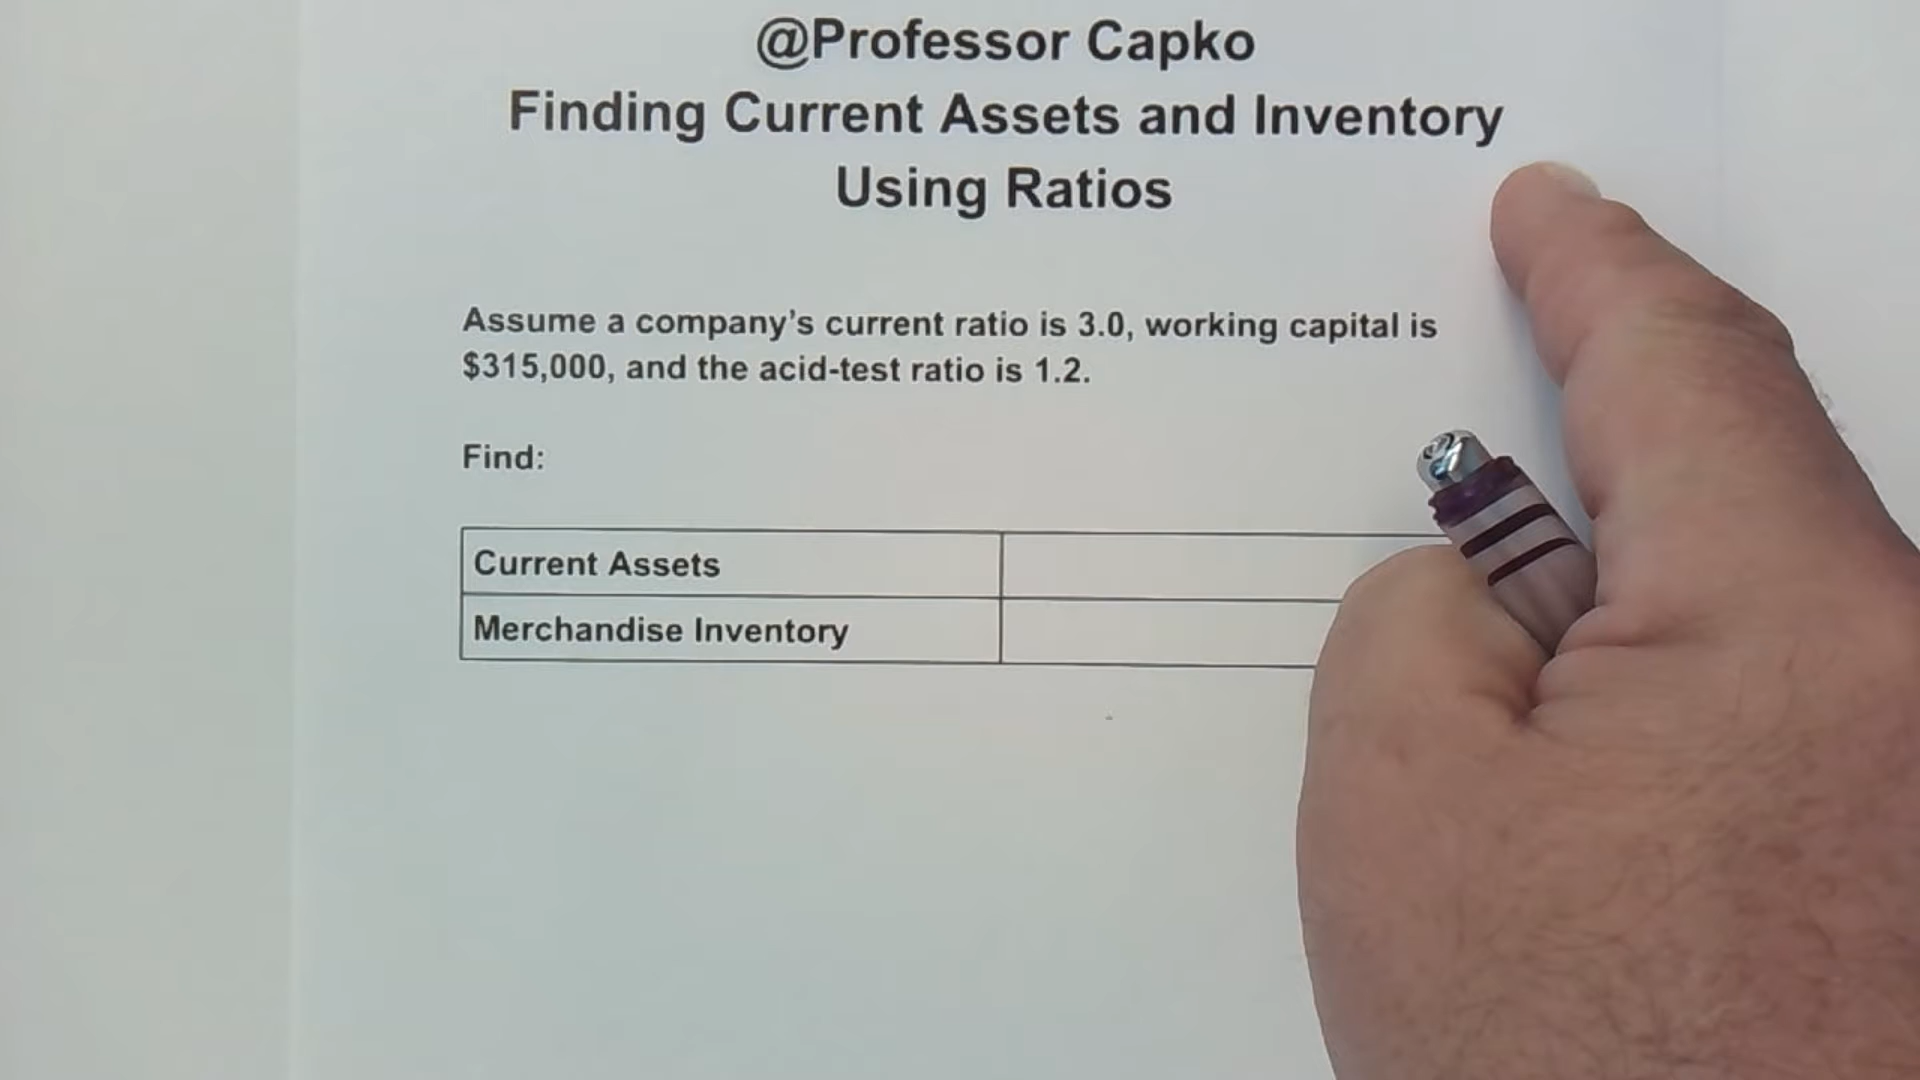 @Professor Capko
Finding Current Assets and Inventory
Using Ratios
Assume a company's current ratio is 3.0, working capital is
$315,000, and the acid-test ratio is 1.2.
Find:
Current Assets
Merchandise Inventory